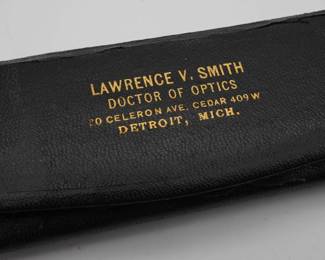 LAWRENCE V. SMITH
DOCTOR OF OPTICS
CELERON AVE. CEDAR 409 W
DETROIT, MICH.